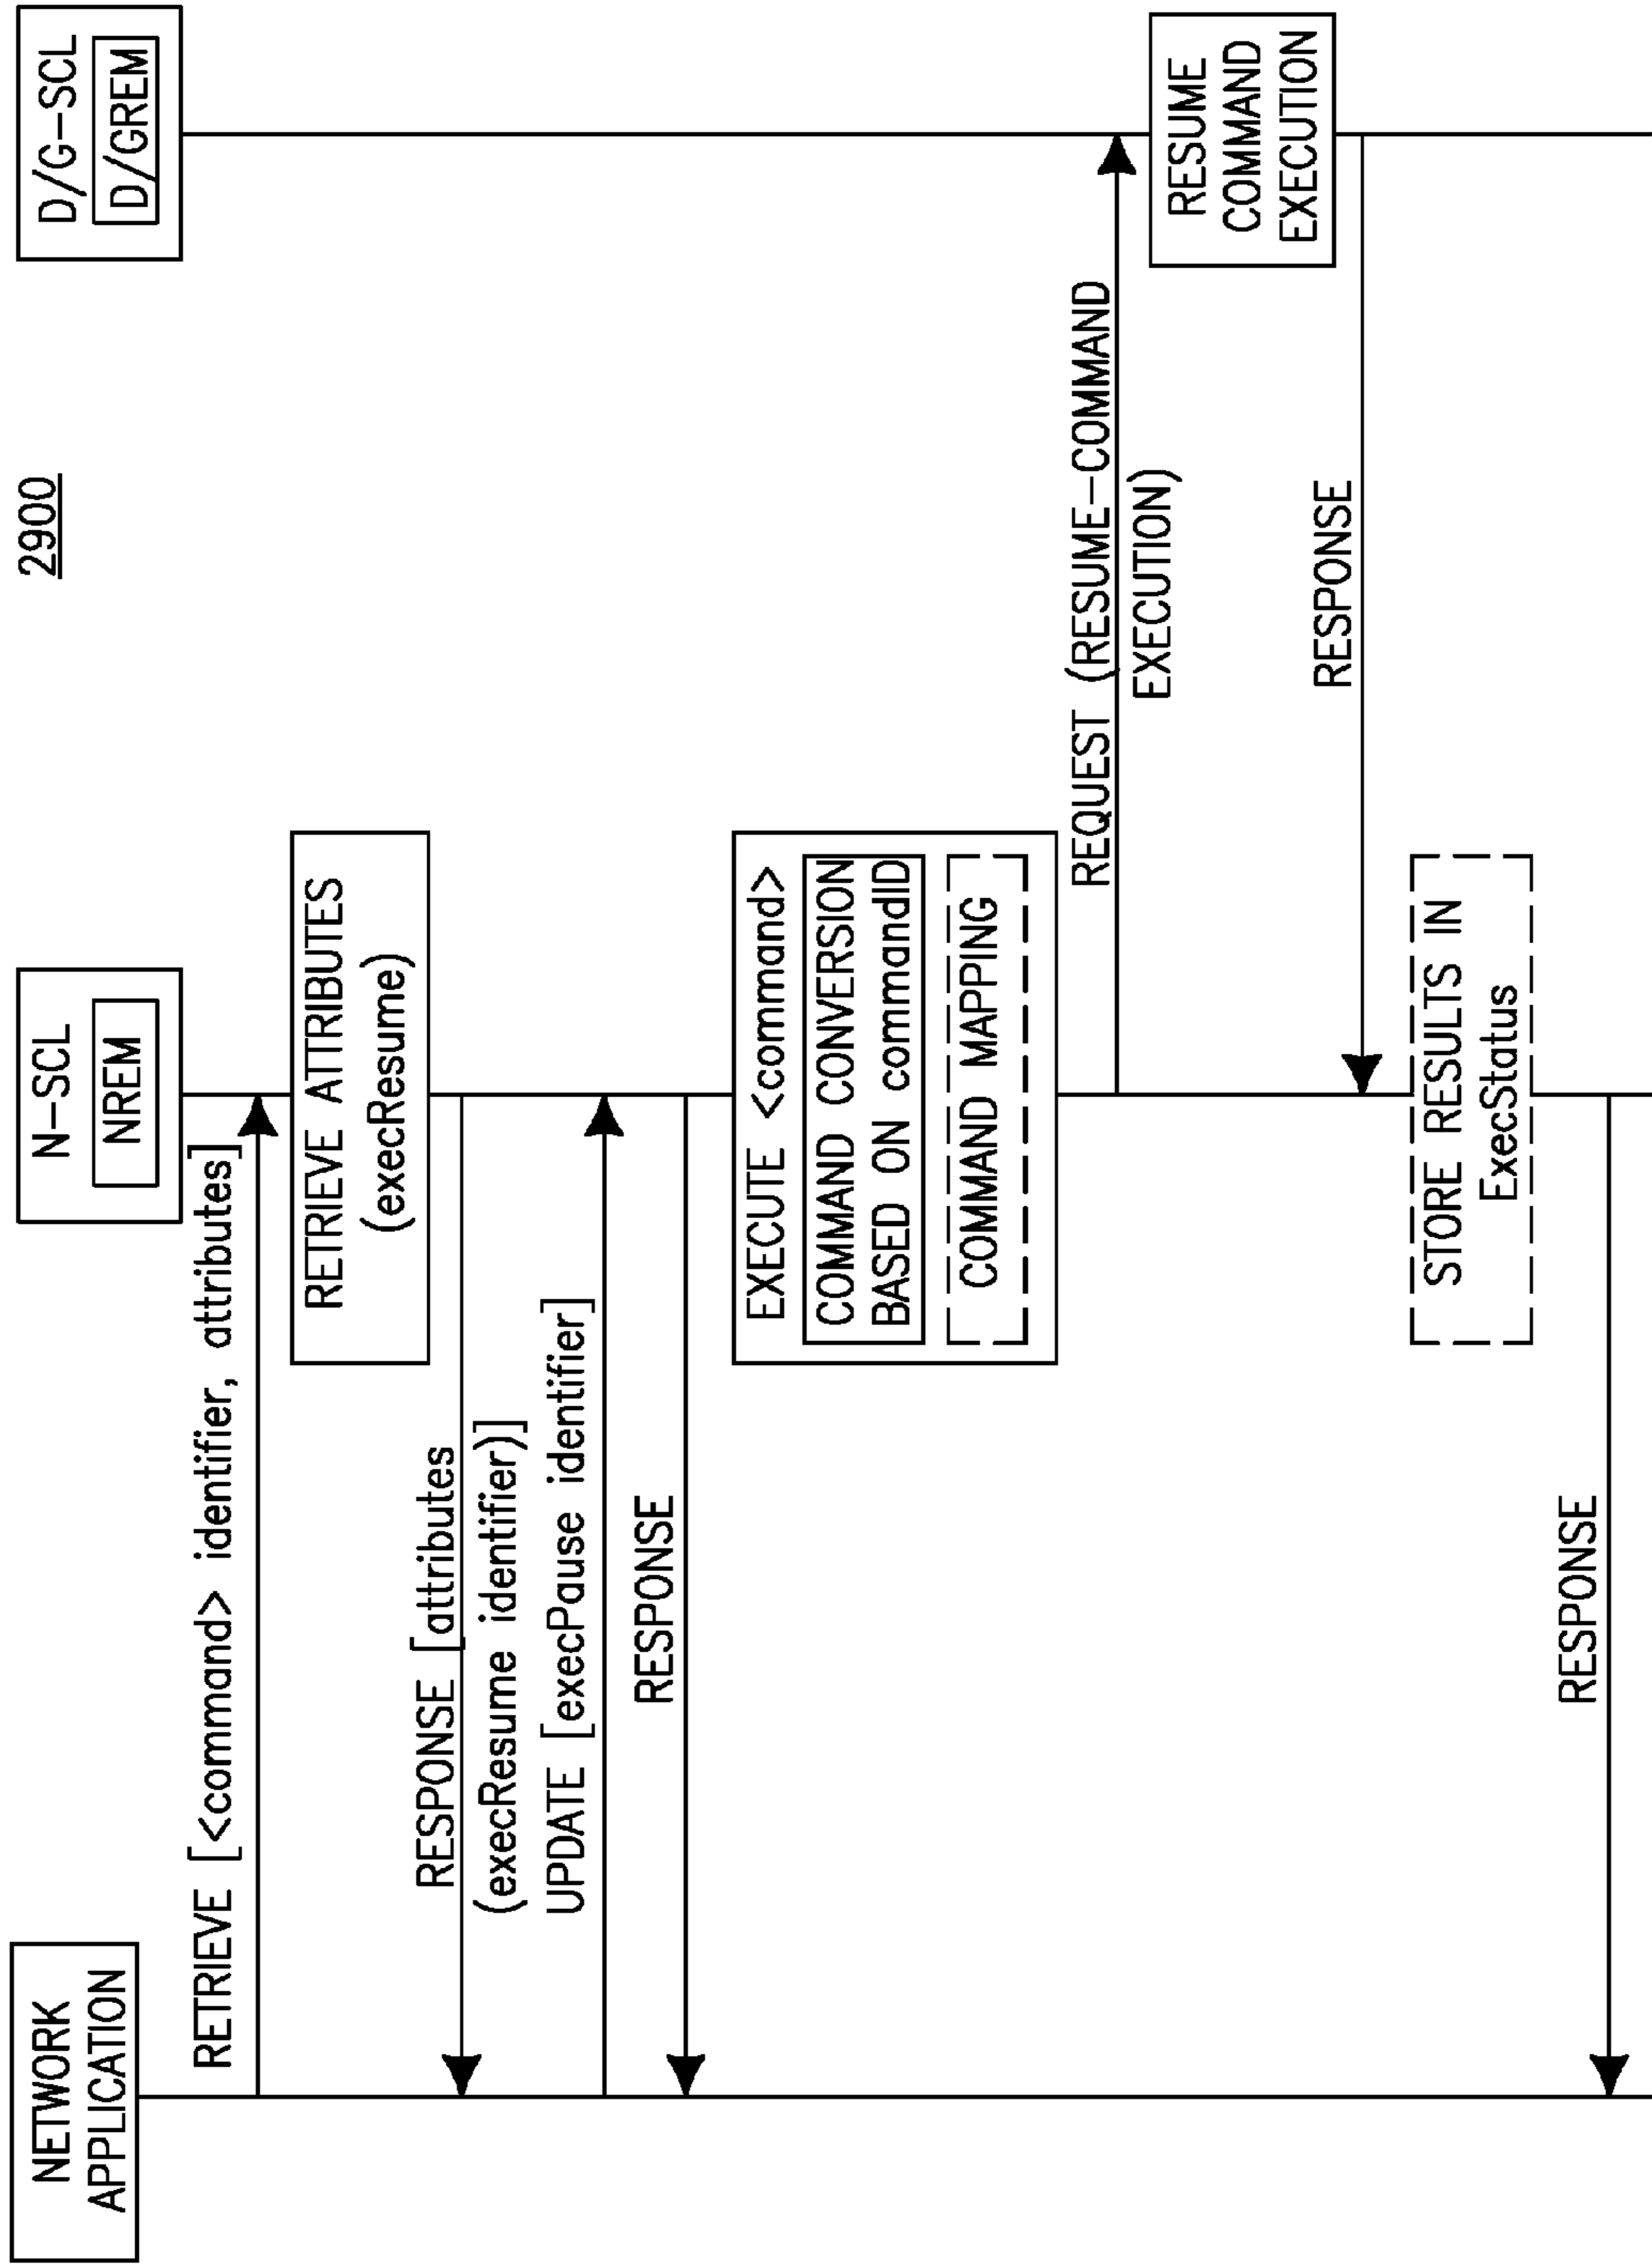 2900
NETWORK
APPLICATION
N-SCL
NREM
D/G-SCL
D/GREM
RETRIEVE [<command> identifier, attributes]
RETRIEVE ATTRIBUTES
(execResume)
RESPONSE [attributes
(execResume identifier)]
UPDATE [execPause identifier]
RESPONSE
EXECUTE <command>
COMMAND CONVERSION
BASED ON commandID
COMMAND MAPPING
REQUEST (RESUME-COMMAND
EXECUTION)
RESUME
COMMAND
EXECUTION
RESPONSE
STORE RESULTS IN
ExecStatus
RESPONSE